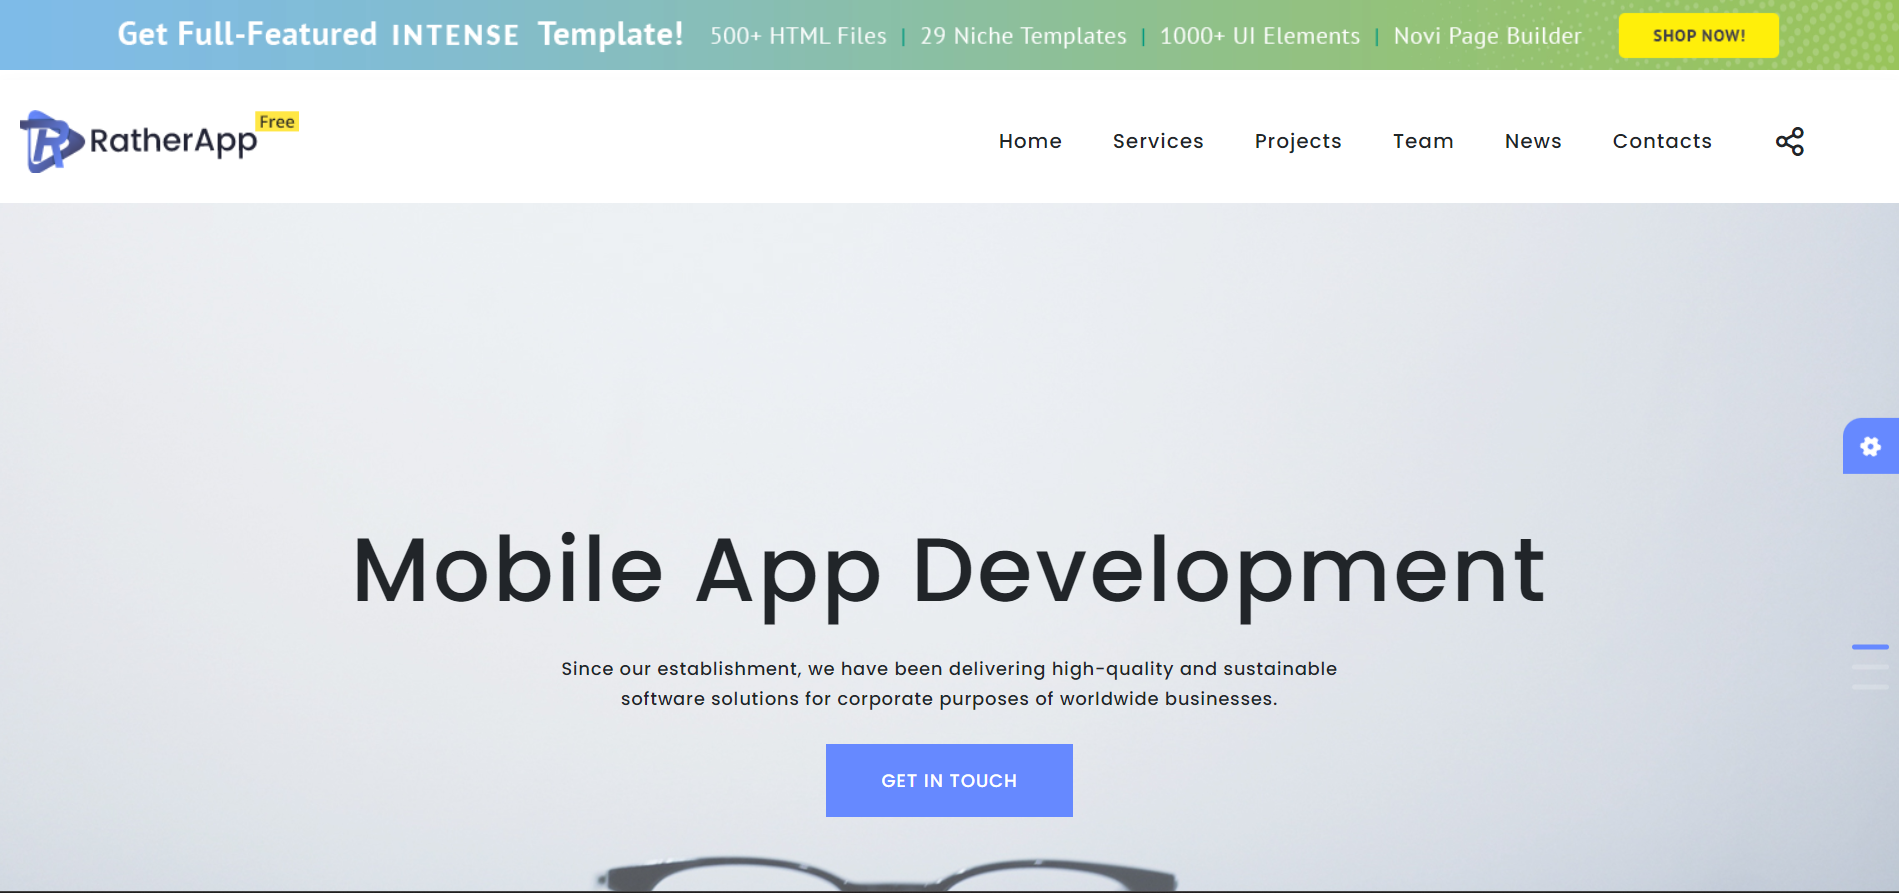 Get Full-Featured INTENSE Template! 500+ HTML Files | 29 Niche Templates | 1000+ UI Elements | Novi Page Builder SHOP NOW!
RatherApp Free Home Services Projects Team News Contacts
Mobile App Development
Since our establishment, we have been delivering high-quality and sustainable
software solutions for corporate purposes of worldwide businesses.
GET IN TOUCH